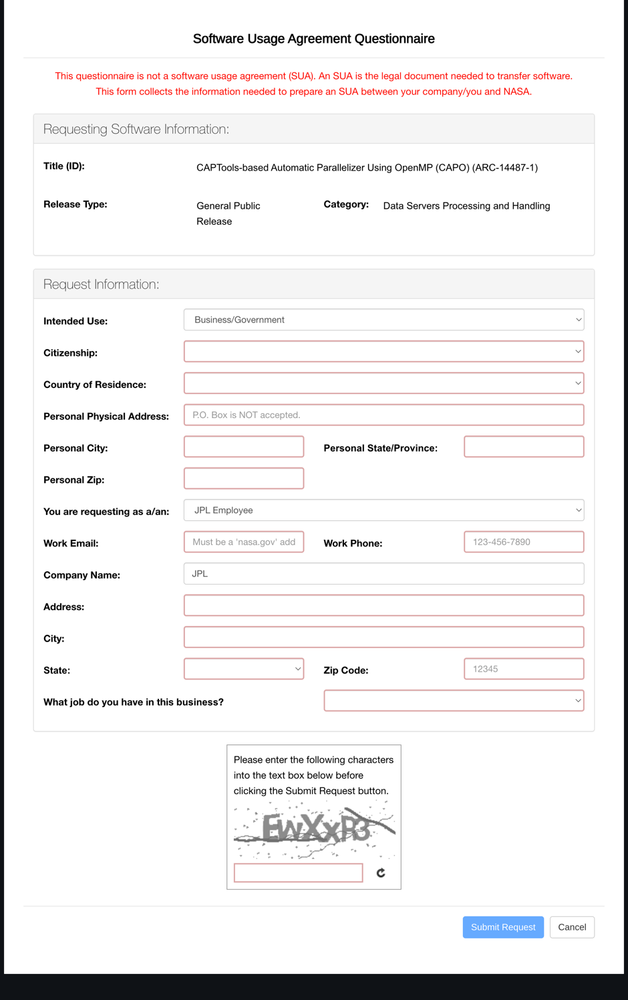 Software Usage Agreement Questionnaire
This questionnaire is not a software usage agreement (SUA). An SUA is the legal document needed to transfer software.
This form collects the information needed to prepare an SUA between your company/you and NASA.
Requesting Software Information:
Title (ID):
CAPTools-based Automatic Parallelizer Using OpenMP (CAPO) (ARC-14487-1)
Release Type:
General Public
Release
Category:
Data Servers Processing and Handling
Request Information:
Intended Use:
Business/Government
Citizenship:
Country of Residence:
Personal Physical Address:
P.O. Box is NOT accepted.
Personal City:
Personal State/Province:
Personal Zip:
You are requesting as a/an:
JPL Employee
Work Email:
Must be a 'nasa.gov' add
Work Phone:
123-456-7890
Company Name:
JPL
Address:
City:
State:
Zip Code:
12345
What job do you have in this business?
Please enter the following characters
into the text box below before
clicking the Submit Request button.
EwXxP3
Submit Request
Cancel